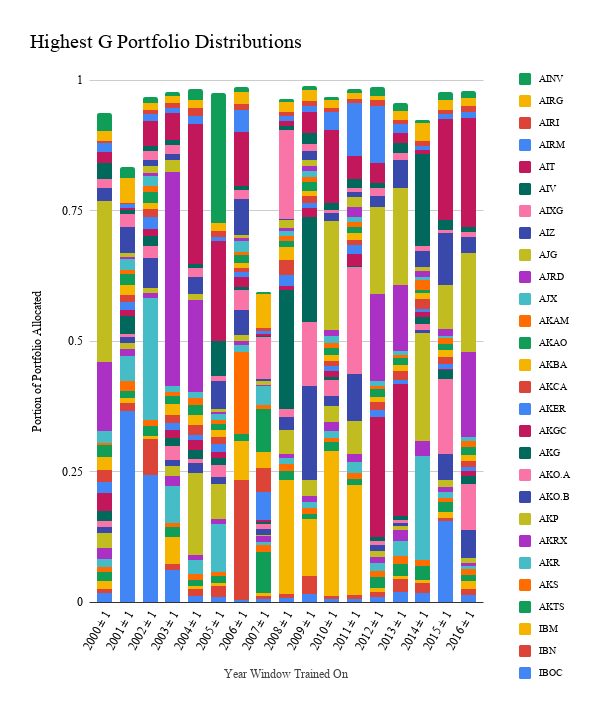 Highest G Portfolio Distributions
1
0.75
0.5
0.25
0
Portion of Portfolio Allocated
2000± 1
2001± 1
2002± 1
2003± 1
2004± 1
2005± 1
2006± 1
2007± 1
2008± 1
2009± 1
2010± 1
2011± 1
2012± 1
2013± 1
2014± 1
2015± 1
2016± 1
Year Window Trained On
AINV
AIRG
AIRI
AIRM
AIT
AIV
AIXG
AIZ
AJG
AJRD
AJX
AKAM
AKAO
AKBA
AKCA
AKER
AKGC
AKG
AKO.A
AKO.B
AKP
AKRX
AKR
AKS
AKTS
IBM
IBN
IBOC